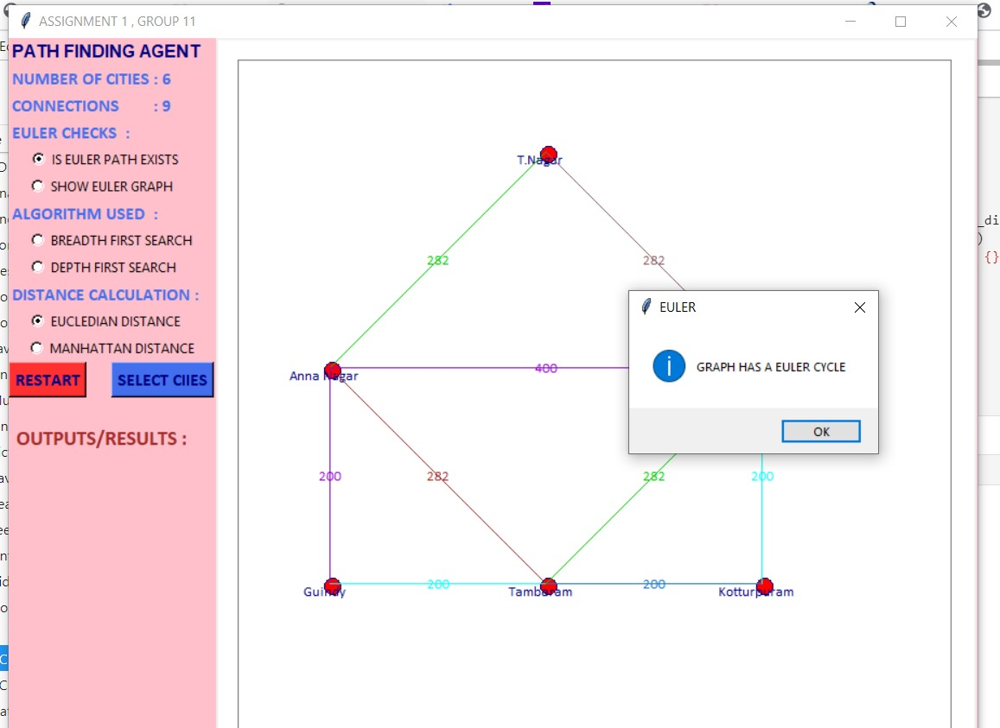 ASSIGNMENT 1 , GROUP 11
PATH FINDING AGENT
NUMBER OF CITIES : 6
CONNECTIONS : 9
EULER CHECKS :
IS EULER PATH EXISTS
SHOW EULER GRAPH
ALGORITHM USED :
BREADTH FIRST SEARCH
DEPTH FIRST SEARCH
DISTANCE CALCULATION :
EUCLEDIAN DISTANCE
MANHATTAN DISTANCE
RESTART
SELECT CIIES
OUTPUTS/RESULTS :
T.Nagar
282
282
Anna Nagar
400
EULER
GRAPH HAS A EULER CYCLE
OK
200
282
282
200
Guindy
200
Tambaram
200
Kotturpuram
_di
)
{}